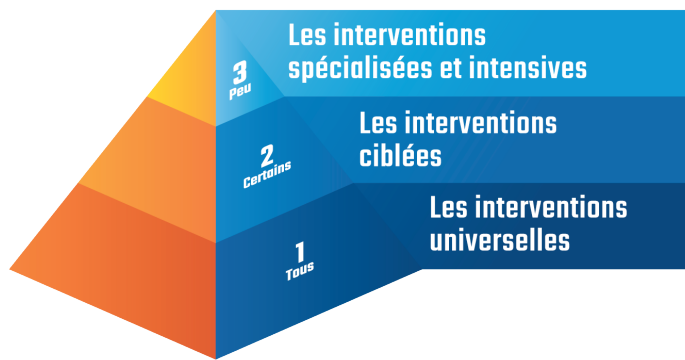 Les interventions
spécialisées et intensives
3
Peu
Les interventions
ciblées
2
Certains
Les interventions
universelles
1
Tous